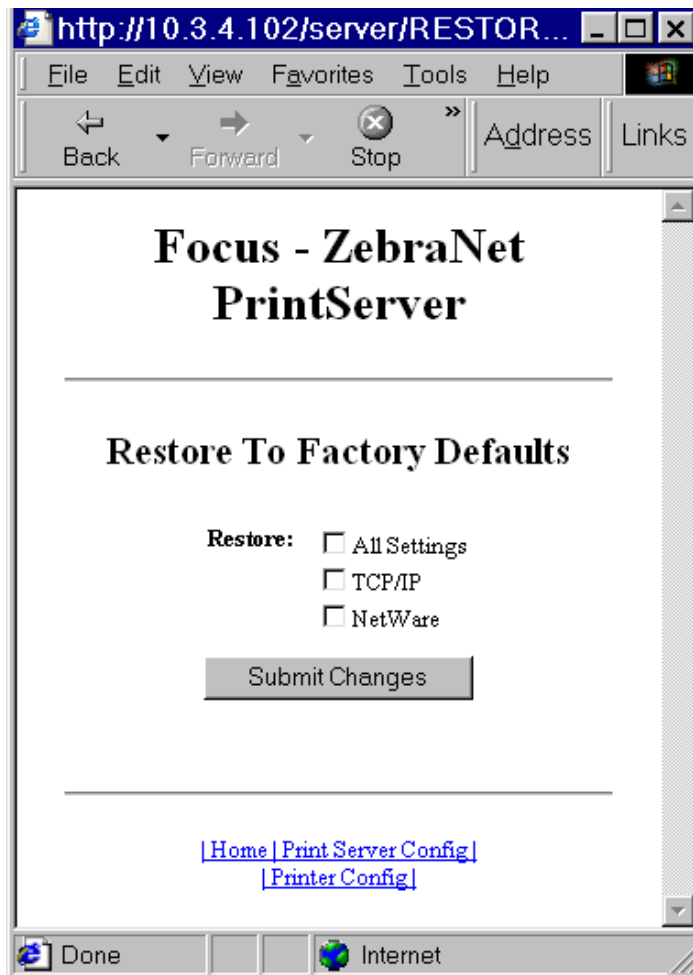 http://10.3.4.102/server/RESTOR...
File Edit View Favorites Tools Help
Back Forward Stop » Address Links
Focus - ZebraNet
PrintServer
Restore To Factory Defaults
Restore: All Settings
TCP/IP
NetWare
Submit Changes
| Home | Print Server Config |
| Printer Config |
Done Internet